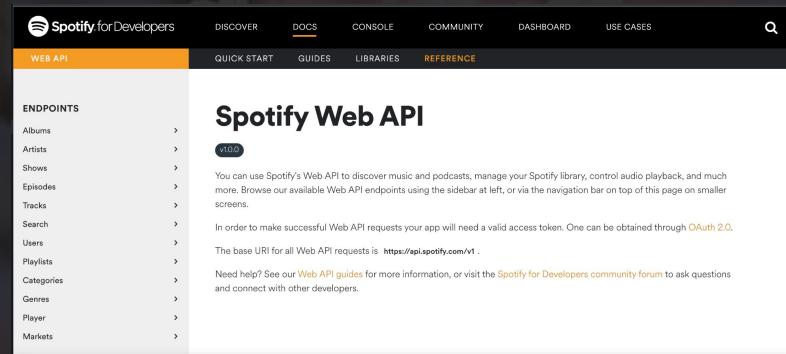 Spotify for Developers DISCOVER DOCS CONSOLE COMMUNITY DASHBOARD USE CASES
WEB API QUICK START GUIDES LIBRARIES REFERENCE
ENDPOINTS
Albums
Artists
Shows
Episodes
Tracks
Search
Users
Playlists
Categories
Genres
Player
Markets
Spotify Web API
v1.0.0
You can use Spotify's Web API to discover music and podcasts, manage your Spotify library, control audio playback, and much
more. Browse our available Web API endpoints using the sidebar at left, or via the navigation bar on top of this page on smaller
screens.
In order to make successful Web API requests your app will need a valid access token. One can be obtained through OAuth 2.0.
The base URI for all Web API requests is https://api.spotify.com/v1 .
Need help? See our Web API guides for more information, or visit the Spotify for Developers community forum to ask questions
and connect with other developers.